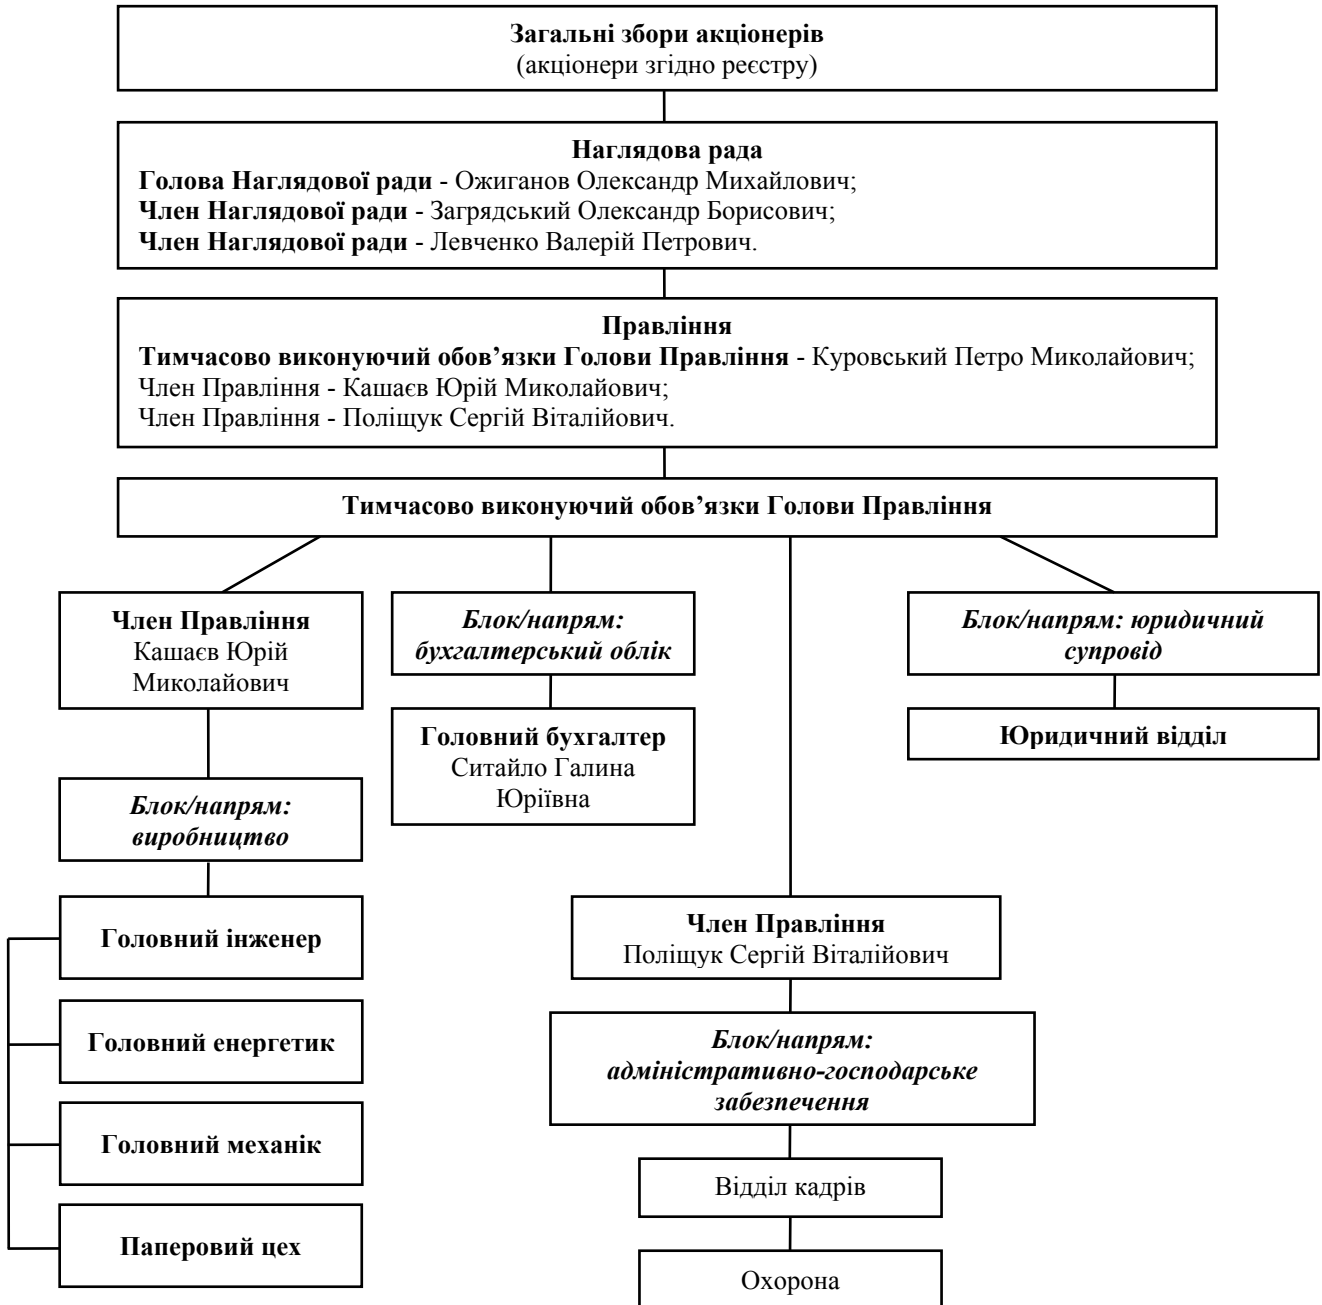 Загальні збори акціонерів
(акціонери згідно реєстру)
Наглядова рада
Голова Наглядової ради - Ожиганов Олександр Михайлович;
Член Наглядової ради - Загрядський Олександр Борисович;
Член Наглядової ради - Левченко Валерій Петрович.
Правління
Тимчасово виконуючий обов’язки Голови Правління - Куровський Петро Миколайович;
Член Правління - Кашаєв Юрій Миколайович;
Член Правління - Поліщук Сергій Віталійович.
Тимчасово виконуючий обов’язки Голови Правління
Член Правління
Кашаєв Юрій
Миколайович
Блок/напрям:
бухгалтерський облік
Блок/напрям: юридичний
супровід
Головний бухгалтер
Ситайло Галина
Юріївна
Юридичний відділ
Блок/напрям:
виробництво
Головний інженер
Член Правління
Поліщук Сергій Віталійович
Головний енергетик
Блок/напрям:
адміністративно-господарське
забезпечення
Головний механік
Відділ кадрів
Паперовий цех
Охорона